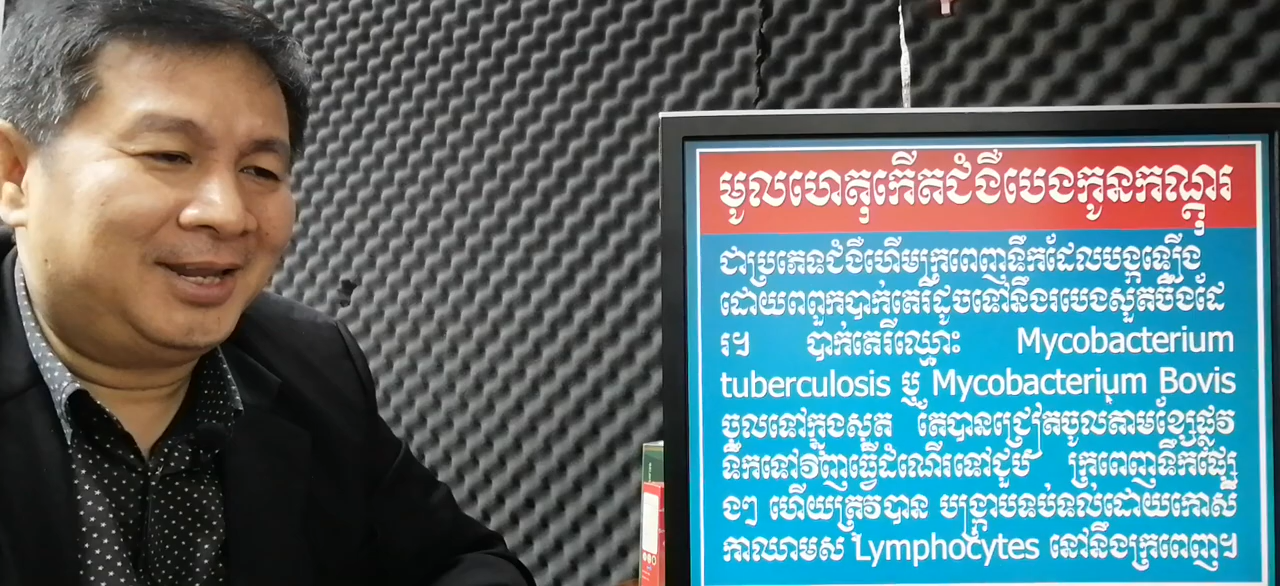 មូលហេតុកើតជំងឺរបេងកូនកណ្តុរ
ជាប្រភេទជំងឺហើមក្រពេញទឹកដែលបង្កឡើង
ដោយពពួកបាក់តេរីដូចទៅនឹងរបេងសួតចឹងដែ
រ។ បាក់តេរីឈ្មោះ Mycobacterium
tuberculosis ឬ Mycobacterium Bovis
ចូលទៅក្នុងសួត តែបានជ្រៀតចូលតាមខ្សែផ្លូវ
ទឹកទៅវិញធ្វើដំណើរទៅជួប ក្រពេញទឹកផ្សេ
ងៗ ហើយត្រូវបាន បង្ក្រាបទប់ទល់ដោយកោស
កាឈាមស Lymphocytes នៅនឹងក្រពេញ។